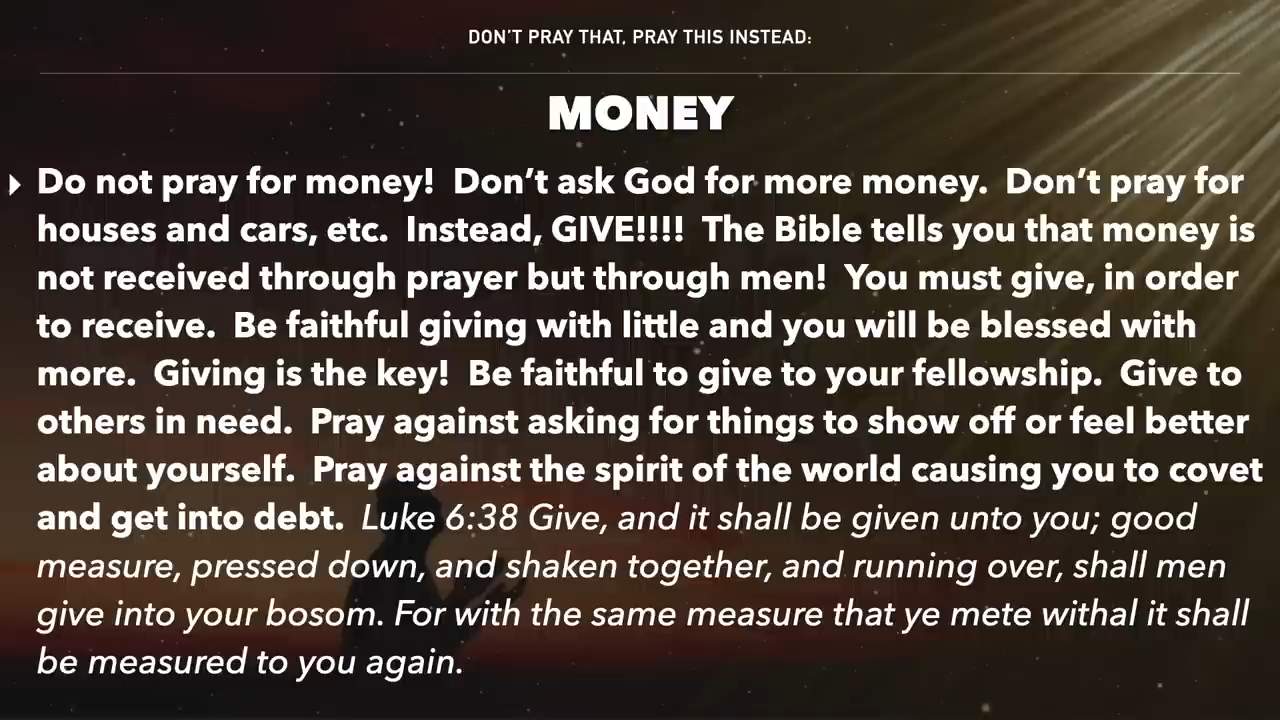 DON'T PRAY THAT, PRAY THIS INSTEAD:
MONEY
Do not pray for money!  Don't ask God for more money.  Don't pray for
houses and cars, etc.  Instead, GIVE!!!!  The Bible tells you that money is
not received through prayer but through men!  You must give, in order
to receive.  Be faithful giving with little and you will be blessed with
more.  Giving is the key!  Be faithful to give to your fellowship.  Give to
others in need.  Pray against asking for things to show off or feel better
about yourself.  Pray against the spirit of the world causing you to covet
and get into debt.  Luke 6:38 Give, and it shall be given unto you; good
measure, pressed down, and shaken together, and running over, shall men
give into your bosom. For with the same measure that ye mete withal it shall
be measured to you again.